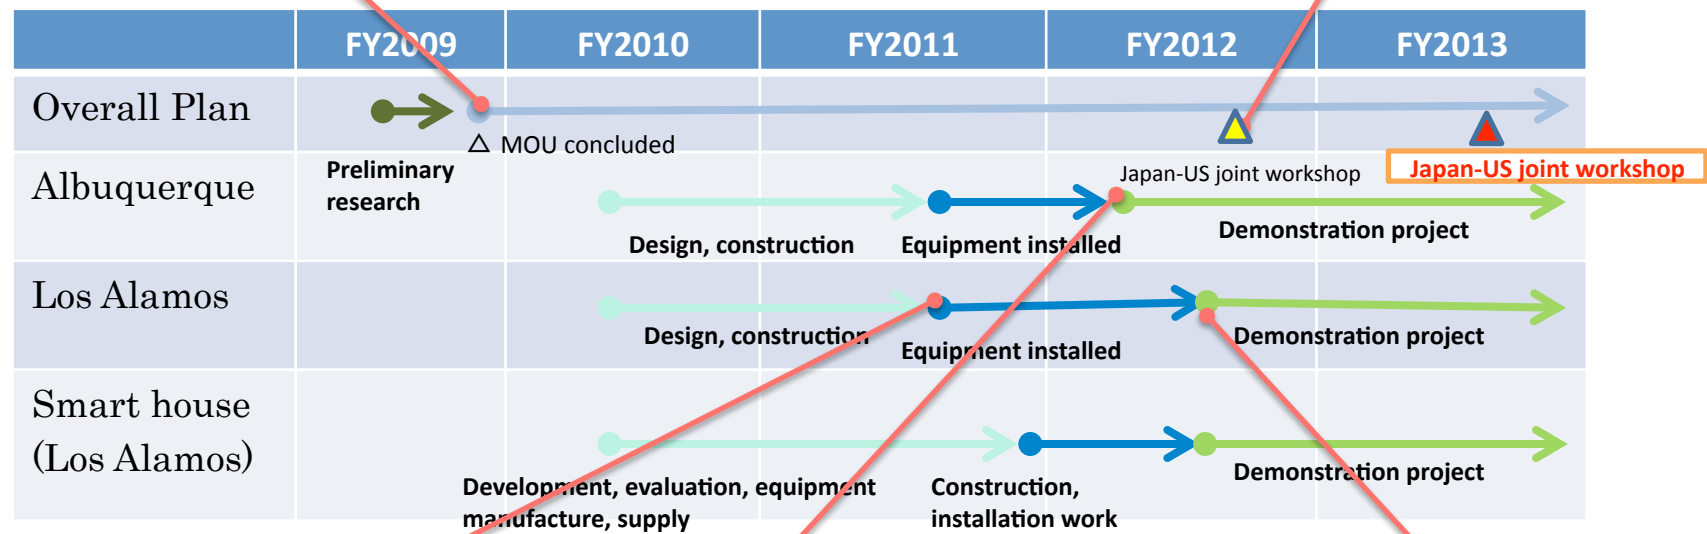 FY2009 FY2010 FY2011 FY2012 FY2013
Overall Plan
△ MOU concluded
Preliminary
research
Japan-US joint workshop
Japan-US joint workshop
Albuquerque
Design, construction
Equipment installed
Demonstration project
Los Alamos
Design, construction
Equipment installed
Demonstration project
Smart house
(Los Alamos)
Development, evaluation, equipment
manufacture, supply
Construction,
installation work
Demonstration project